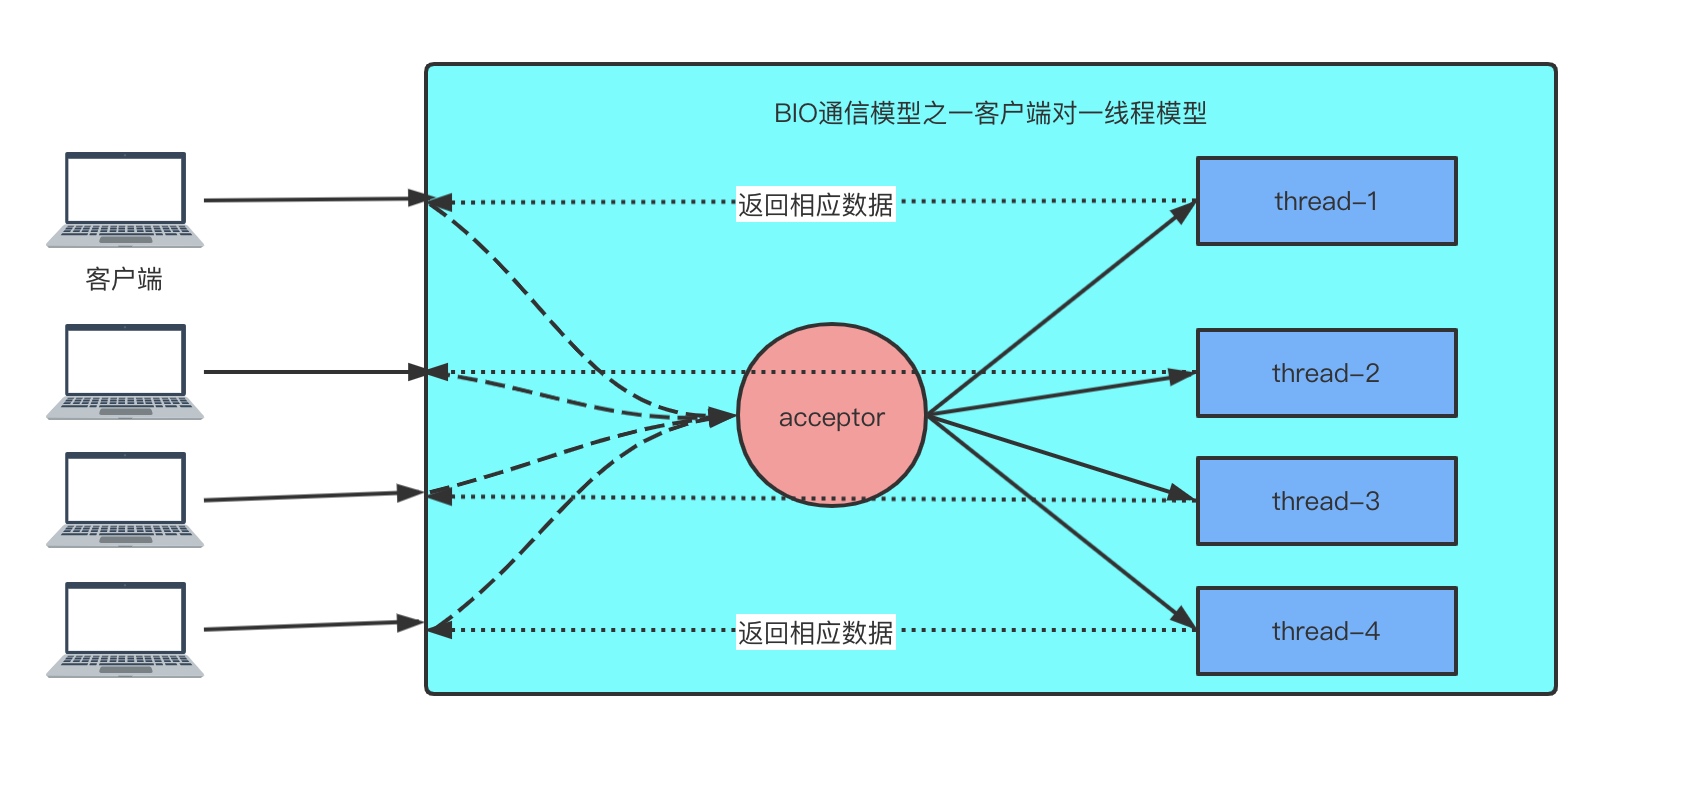 BIO通信模型之一客户端对一线程模型
返回相应数据
thread-1
客户端
thread-2
acceptor
thread-3
返回相应数据
thread-4